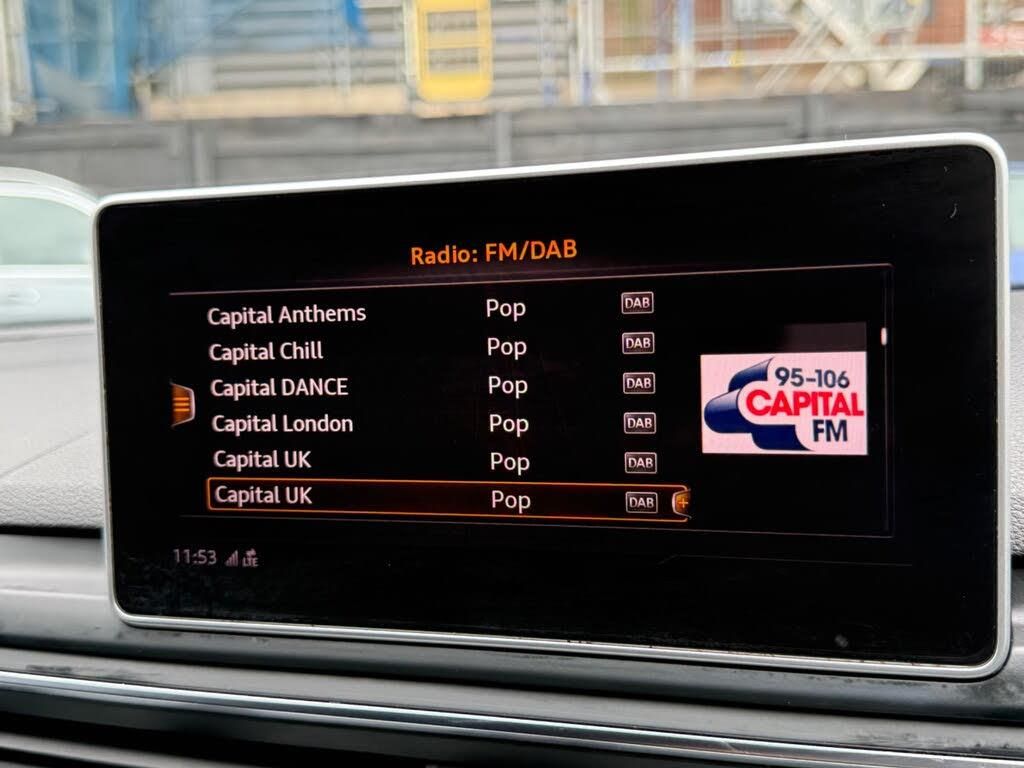 Radio: FM/DAB
Capital Anthems Pop DAB
Capital Chill Pop DAB
Capital DANCE Pop DAB
Capital London Pop DAB
Capital UK Pop DAB
Capital UK Pop DAB +
95-106
CAPITAL
FM
11:53 LTE